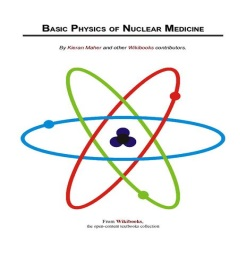 BASIC PHYSICS OF NUCLEAR MEDICINE
By Kieran Maher and other Wikibooks contributors.
From Wikibooks,
the open-content textbooks collection